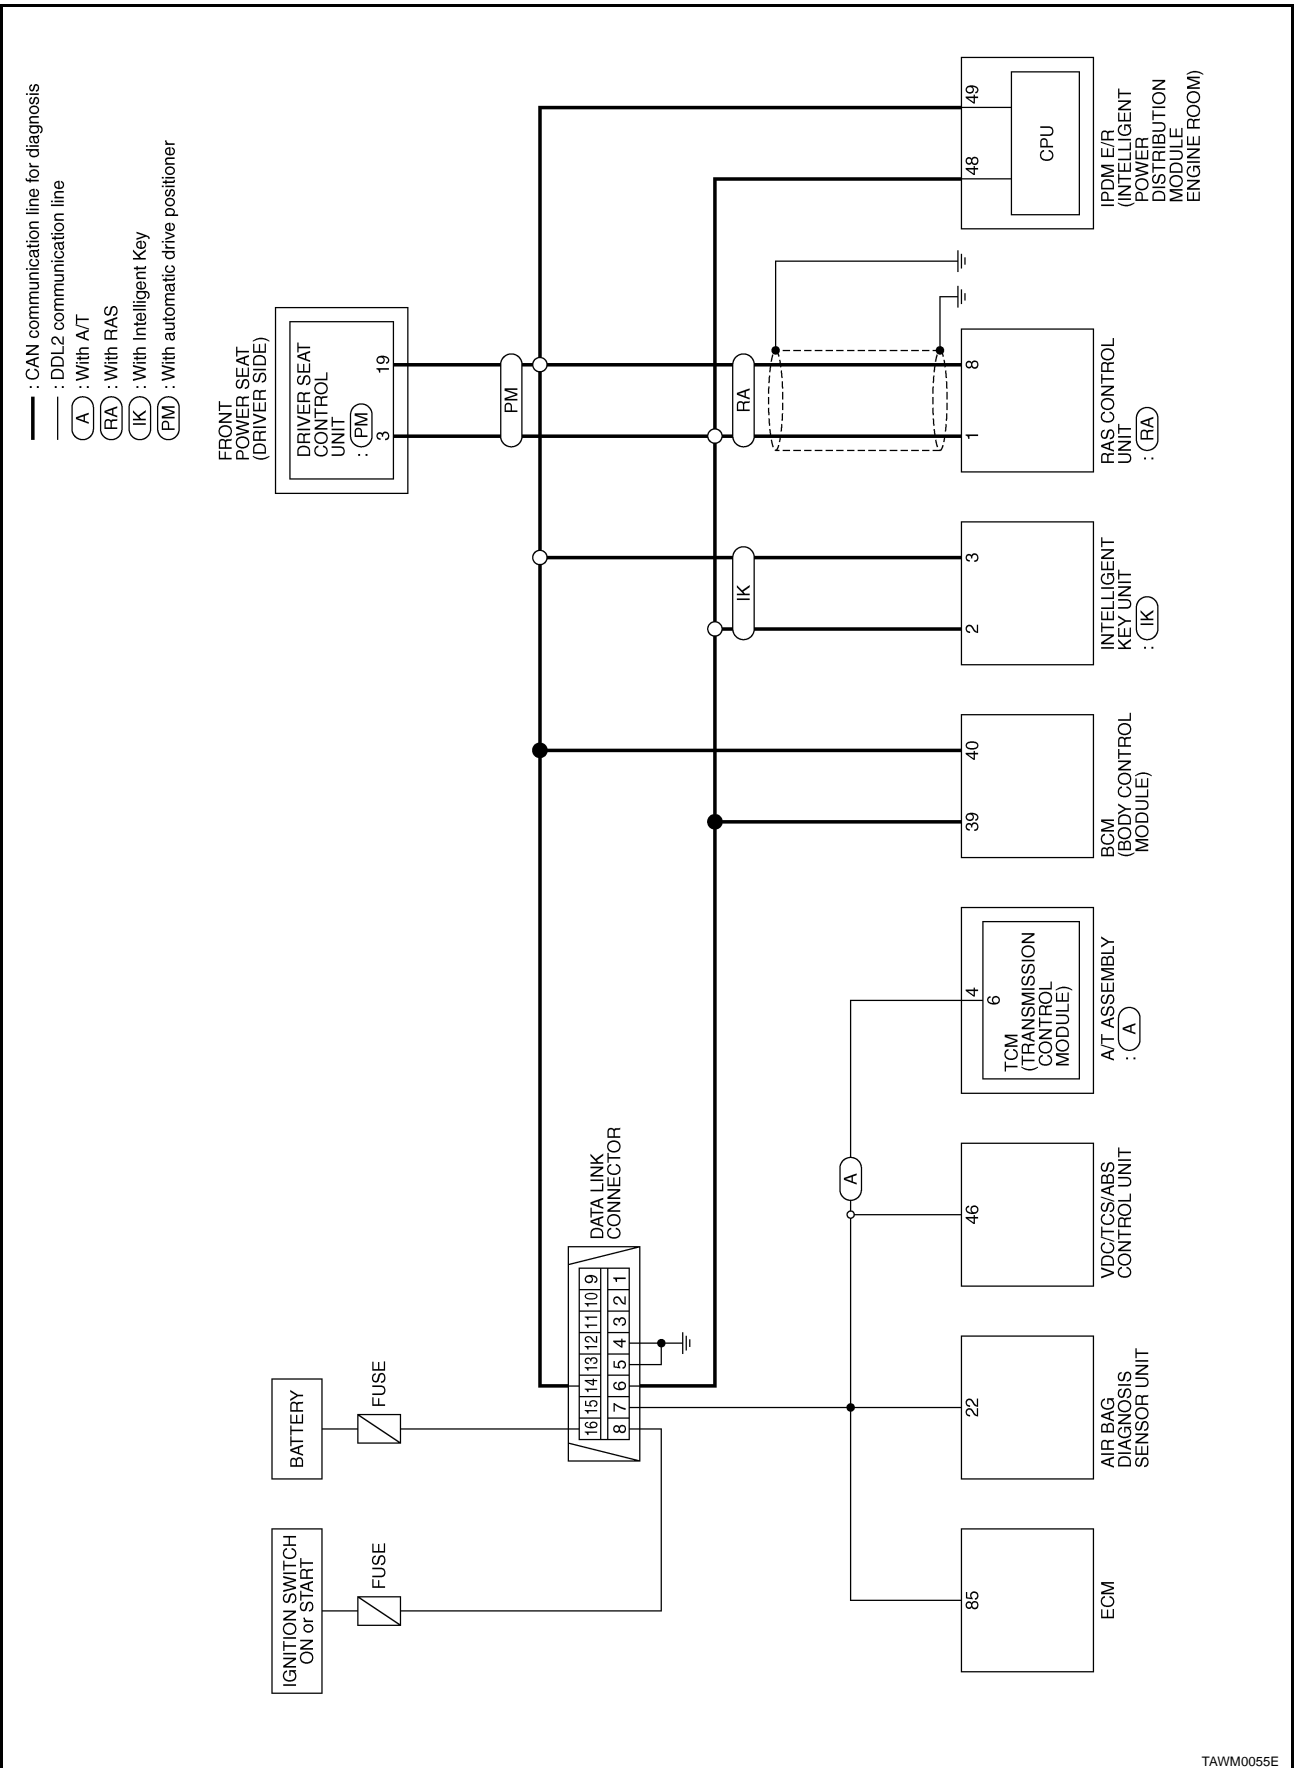 : CAN communication line for diagnosis
: DDL2 communication line
A : With A/T
RA : With RAS
IK : With Intelligent Key
PM : With automatic drive positioner
IGNITION SWITCH
ON or START
FUSE
BATTERY
FUSE
DATA LINK
CONNECTOR
16 15 14 13 12 11 10 9
8 7 6 5 4 3 2 1
FRONT
POWER SEAT
(DRIVER SIDE)
DRIVER SEAT
CONTROL
UNIT
: PM
3 19
PM
RA
IK
A
85
ECM
22
AIR BAG
DIAGNOSIS
SENSOR UNIT
46
VDC/TCS/ABS
CONTROL UNIT
4
6
TCM
(TRANSMISSION
CONTROL
MODULE)
A/T ASSEMBLY
: A
39 40
BCM
(BODY CONTROL
MODULE)
2 3
INTELLIGENT
KEY UNIT
: IK
1 8
RAS CONTROL
UNIT
: RA
48 49
CPU
IPDM E/R
(INTELLIGENT
POWER
DISTRIBUTION
MODULE
ENGINE ROOM)
TAWM0055E